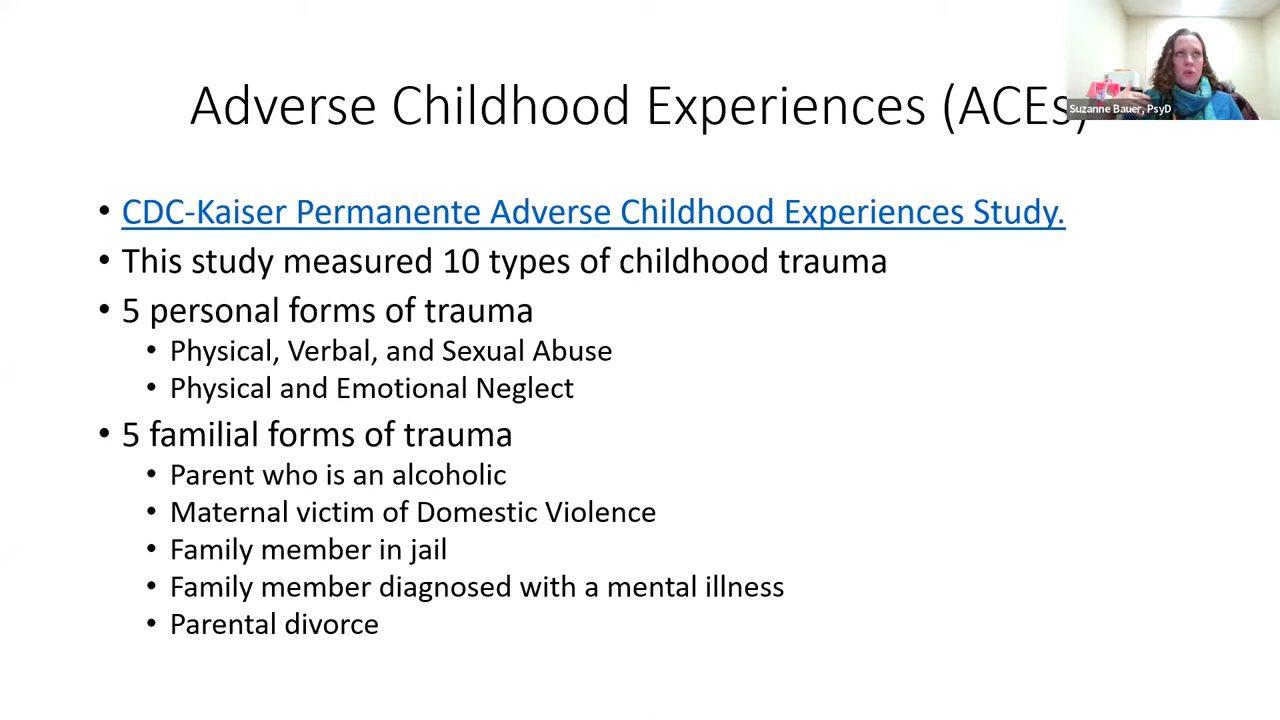 Adverse Childhood Experiences (ACEs)
Suzanne Bauer, PsyD
• CDC-Kaiser Permanente Adverse Childhood Experiences Study.
• This study measured 10 types of childhood trauma
• 5 personal forms of trauma
• Physical, Verbal, and Sexual Abuse
• Physical and Emotional Neglect
• 5 familial forms of trauma
• Parent who is an alcoholic
• Maternal victim of Domestic Violence
• Family member in jail
• Family member diagnosed with a mental illness
• Parental divorce